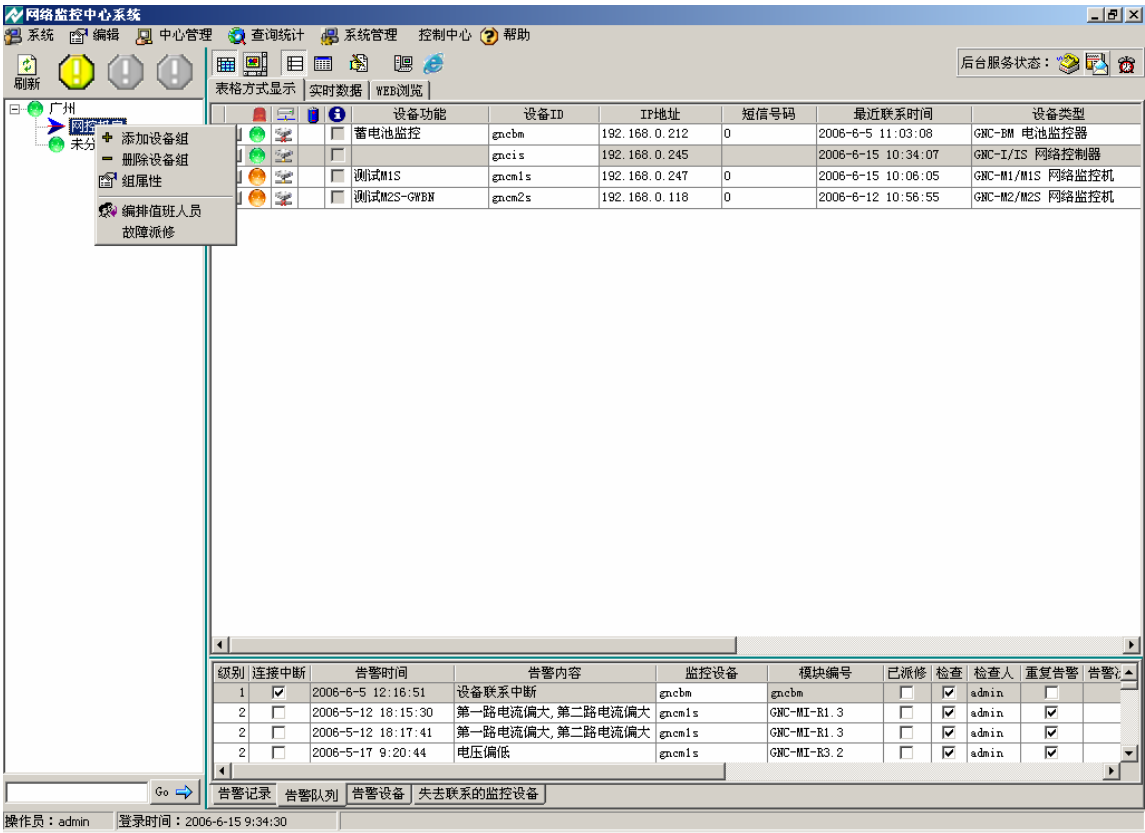 网络监控中心系统
系统 编辑 中心管理 查询统计 系统管理 控制中心 帮助
刷新
后台服务状态：
表格方式显示 实时数据 WEB浏览
广州
未分
添加设备组
删除设备组
组属性
编排值班人员
故障派修
设备功能 设备ID IP地址 短信号码 最近联系时间 设备类型
蓄电池监控 gncbm 192.168.0.212 0 2006-6-5 11:03:08 GNC-BM 电池监控器
gncis 192.168.0.245 2006-6-15 10:34:07 GNC-I/IS 网络控制器
测试M1S gncm1s 192.168.0.247 0 2006-6-15 10:06:05 GNC-M1/M1S 网络监控机
测试M2S-GWBN gncm2s 192.168.0.118 0 2006-6-12 10:56:55 GNC-M2/M2S 网络监控机
级别 连接中断 告警时间 告警内容 监控设备 模块编号 已派修 检查 检查人 重复告警 告警
1 2006-6-5 12:16:51 设备联系中断 gncbm gncbm admin
2 2006-5-12 18:15:30 第一路电流偏大,第二路电流偏大 gncm1s GNC-MI-R1.3 admin
2 2006-5-12 18:17:41 第一路电流偏大,第二路电流偏大 gncm1s GNC-MI-R1.3 admin
2 2006-5-17 9:20:44 电压偏低 gncm1s GNC-MI-R3.2 admin
Go
告警记录 告警队列 告警设备 失去联系的监控设备
操作员：admin 登录时间：2006-6-15 9:34:30